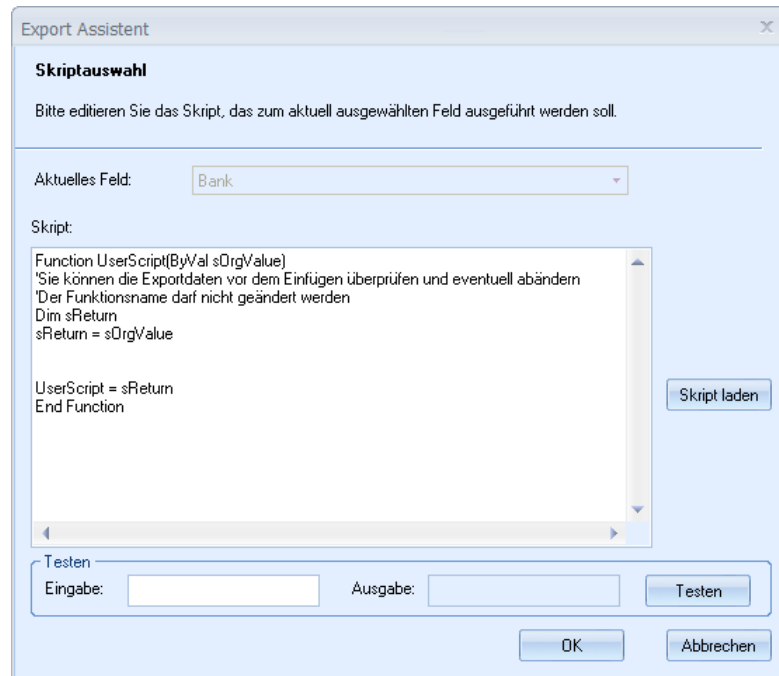 Export Assistent
Skriptauswahl
Bitte editieren Sie das Skript, das zum aktuell ausgewählten Feld ausgeführt werden soll.
Aktuelles Feld: Bank
Skript:
Function UserScript(ByVal sOrgValue)
'Sie können die Exportdaten vor dem Einfügen überprüfen und eventuell abändern
'Der Funktionsname darf nicht geändert werden
Dim sReturn
sReturn = sOrgValue
UserScript = sReturn
End Function
Skript laden
Testen
Eingabe: Ausgabe: Testen
OK Abbrechen